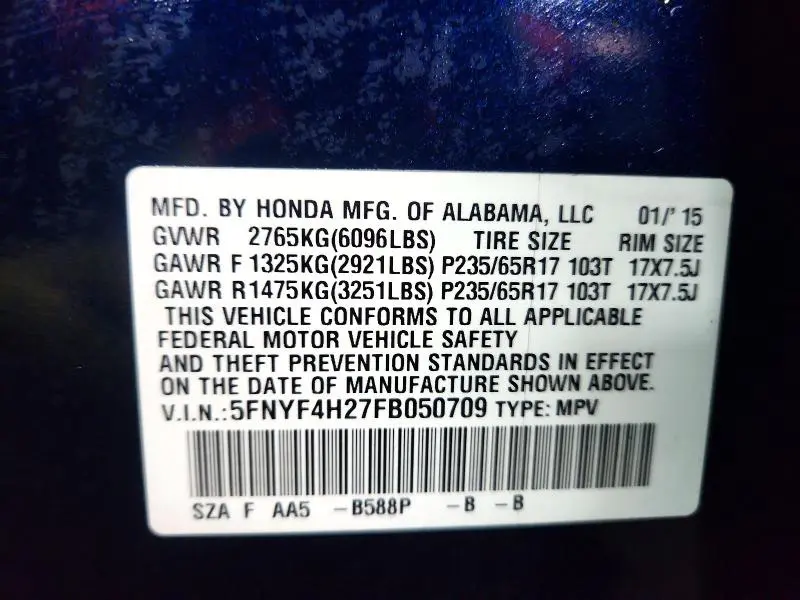 MFD. BY HONDA MFG. OF ALABAMA, LLC 01/' 15
GVWR 2765KG(6096LBS) TIRE SIZE RIM SIZE
GAWR F 1325KG(2921LBS) P235/65R17 103T 17X7.5J
GAWR R1475KG(3251LBS) P235/65R17 103T 17X7.5J
THIS VEHICLE CONFORMS TO ALL APPLICABLE
FEDERAL MOTOR VEHICLE SAFETY
AND THEFT PREVENTION STANDARDS IN EFFECT
ON THE DATE OF MANUFACTURE SHOWN ABOVE.
V.I.N.:5FNYF4H27FB050709 TYPE: MPV
SZA F AA5 -B588P -B -B